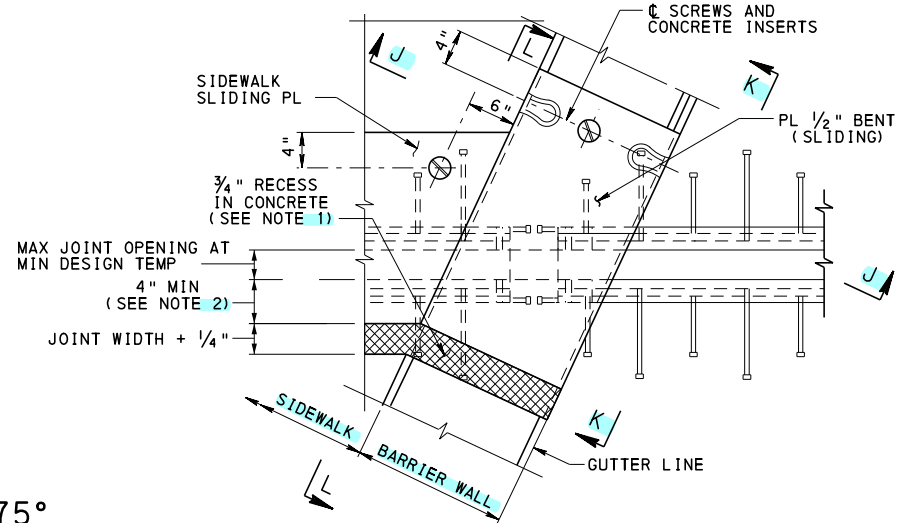 ℄ SCREWS AND
CONCRETE INSERTS
L
4"
J
K
SIDEWALK
SLIDING PL
6"
PL 1/2" BENT
(SLIDING)
4"
3/4" RECESS
IN CONCRETE
(SEE NOTE 1)
MAX JOINT OPENING AT
MIN DESIGN TEMP
J
4" MIN
(SEE NOTE 2)
JOINT WIDTH + 1/4"
SIDEWALK
BARRIER WALL
K
GUTTER LINE
L
75°